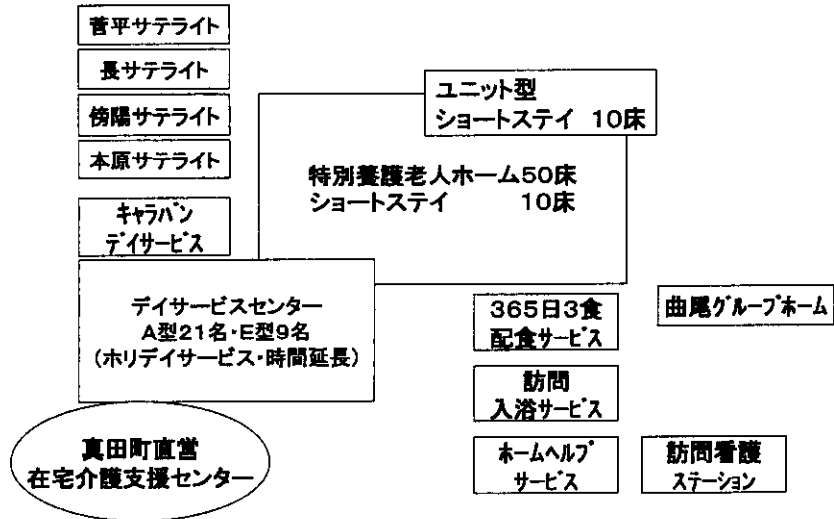 菅平サテライト
長サテライト
傍陽サテライト
本原サテライト
キャラバン
デイサービス
ユニット型
ショートステイ 10床
特別養護老人ホーム50床
ショートステイ 10床
デイサービスセンター
A型21名・E型9名
(ホリデイサービス・時間延長)
真田町直営
在宅介護支援センター
365日3食
配食サービス
曲尾グループホーム
訪問
入浴サービス
ホームヘルプ
サービス
訪問看護
ステーション